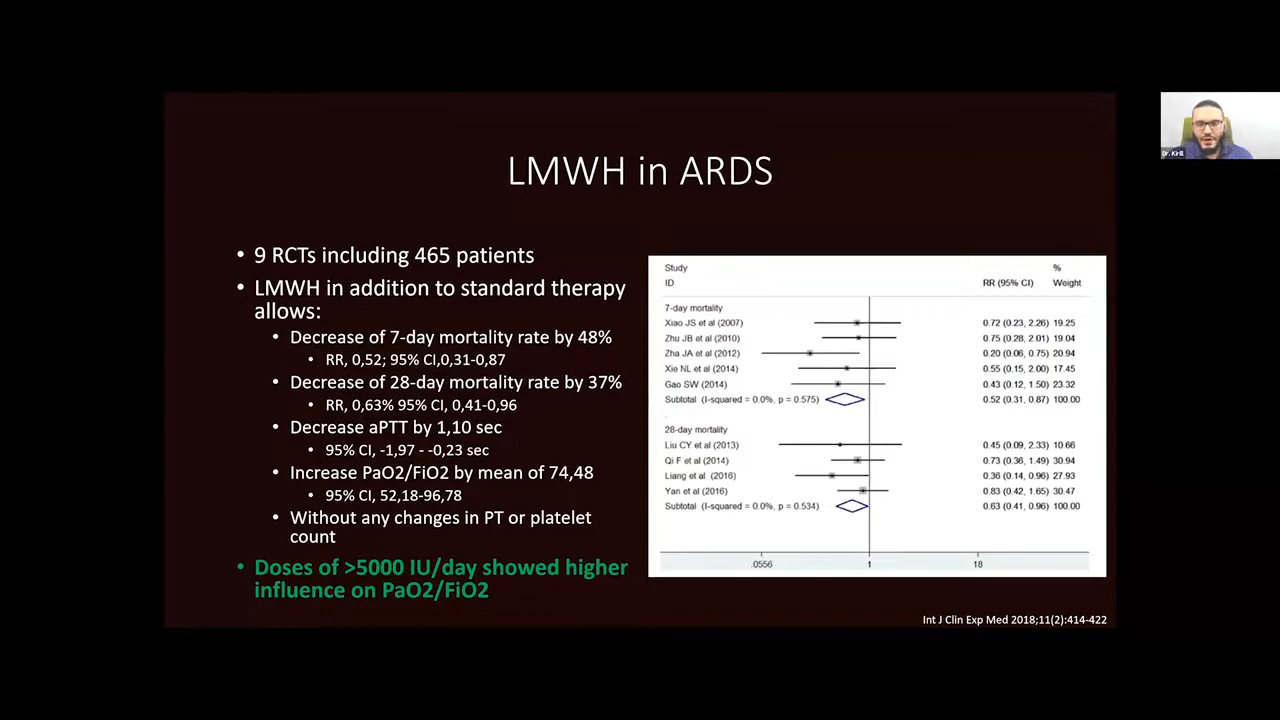 LMWH in ARDS
• 9 RCTs including 465 patients
• LMWH in addition to standard therapy
allows:
• Decrease of 7-day mortality rate by 48%
• RR, 0,52; 95% CI,0,31-0,87
• Decrease of 28-day mortality rate by 37%
• RR, 0,63% 95% CI, 0,41-0,96
• Decrease aPTT by 1,10 sec
• 95% CI, -1,97 - -0,23 sec
• Increase PaO2/FiO2 by mean of 74,48
• 95% CI, 52,18-96,78
• Without any changes in PT or platelet
count
• Doses of >5000 IU/day showed higher
influence on PaO2/FiO2
Study %
ID RR (95% CI) Weight
7-day mortality
Xiao JS et al (2007) 0.72 (0.23, 2.26) 19.25
Zhu JB et al (2010) 0.75 (0.28, 2.01) 19.04
Zha JA et al (2012) 0.20 (0.06, 0.75) 20.94
Xie NL et al (2014) 0.55 (0.15, 2.00) 17.45
Gao SW (2014) 0.43 (0.12, 1.50) 23.32
Subtotal (I-squared = 0.0%, p = 0.575) 0.52 (0.31, 0.87) 100.00
.
28-day mortality
Liu CY et al (2013) 0.45 (0.09, 2.33) 10.66
Qi F et al (2014) 0.73 (0.36, 1.49) 30.94
Liang et al (2016) 0.36 (0.14, 0.96) 27.93
Yan et al (2016) 0.83 (0.42, 1.65) 30.47
Subtotal (I-squared = 0.0%, p = 0.534) 0.63 (0.41, 0.96) 100.00
.0556 1 18
Int J Clin Exp Med 2018;11(2):414-422
Dr. Kirill